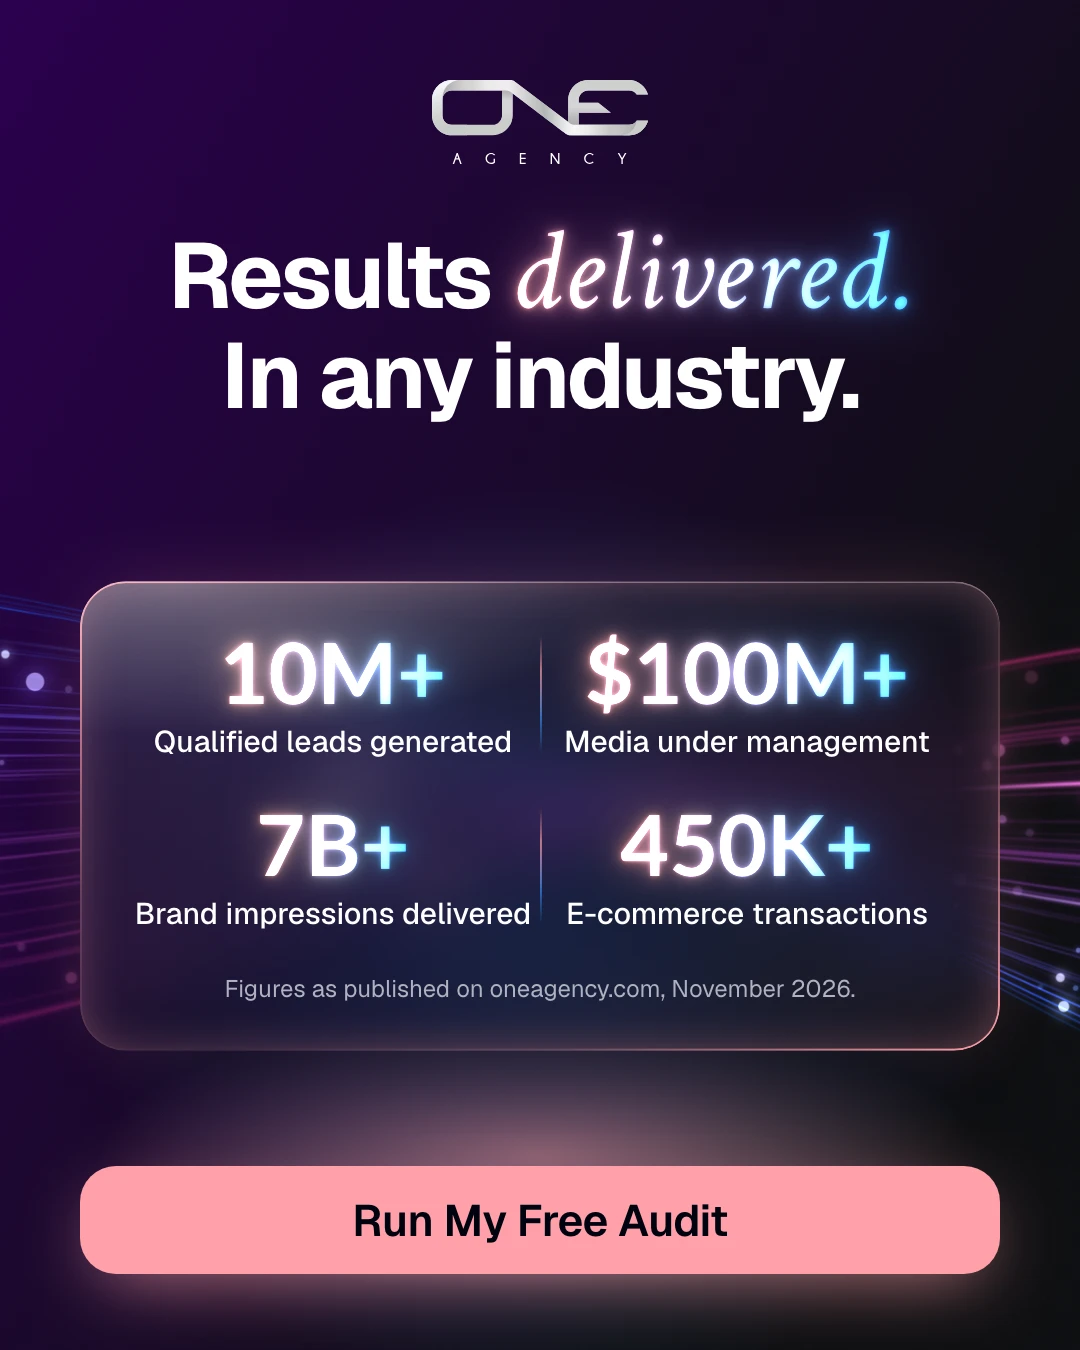 ONE
AGENCY
Results delivered.
In any industry.
10M+
Qualified leads generated
$100M+
Media under management
7B+
Brand impressions delivered
450K+
E-commerce transactions
Figures as published on oneagency.com, November 2026.
Run My Free Audit